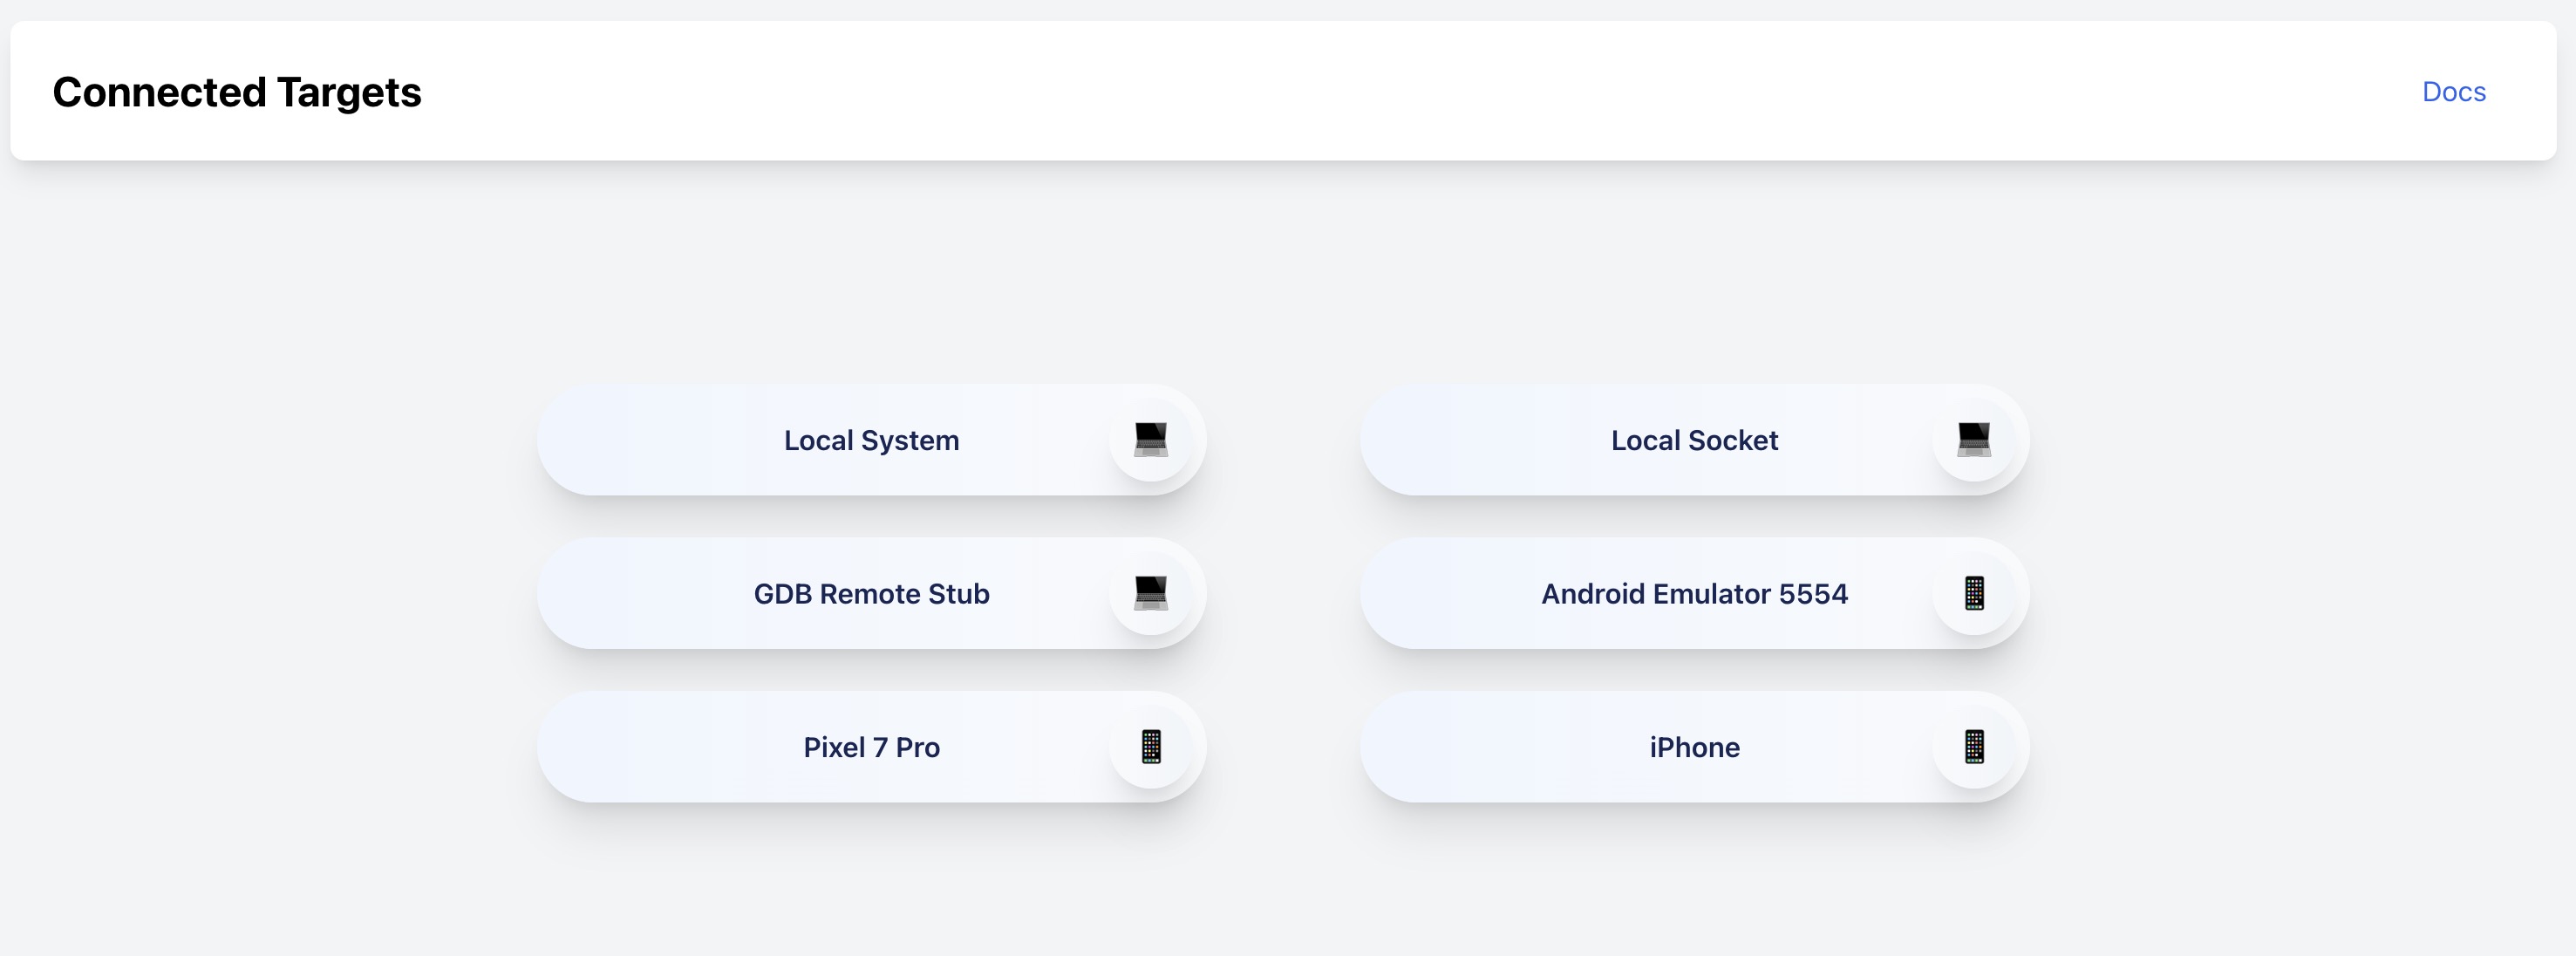 Connected Targets
Docs
Local System
Local Socket
GDB Remote Stub
Android Emulator 5554
Pixel 7 Pro
iPhone